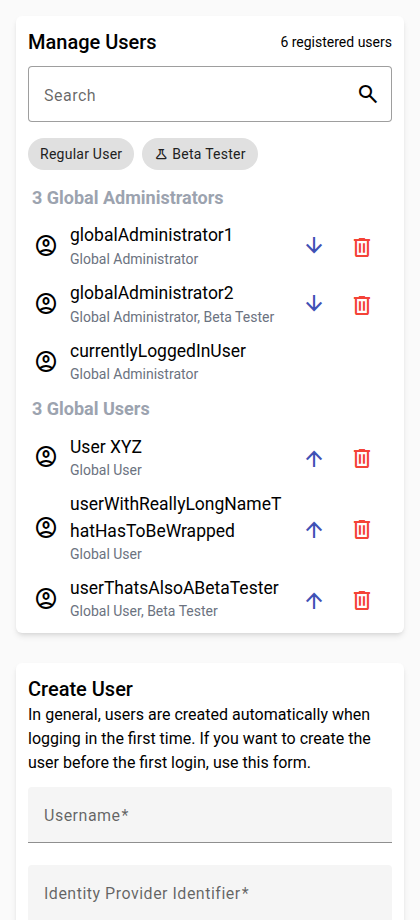 Manage Users
6 registered users
Search
Regular User
Beta Tester
3 Global Administrators
globalAdministrator1
Global Administrator
globalAdministrator2
Global Administrator, Beta Tester
currentlyLoggedInUser
Global Administrator
3 Global Users
User XYZ
Global User
userWithReallyLongNameT
hatHasToBeWrapped
Global User
userThatsAlsoABetaTester
Global User, Beta Tester
Create User
In general, users are created automatically when
logging in the first time. If you want to create the
user before the first login, use this form.
Username*
Identity Provider Identifier*